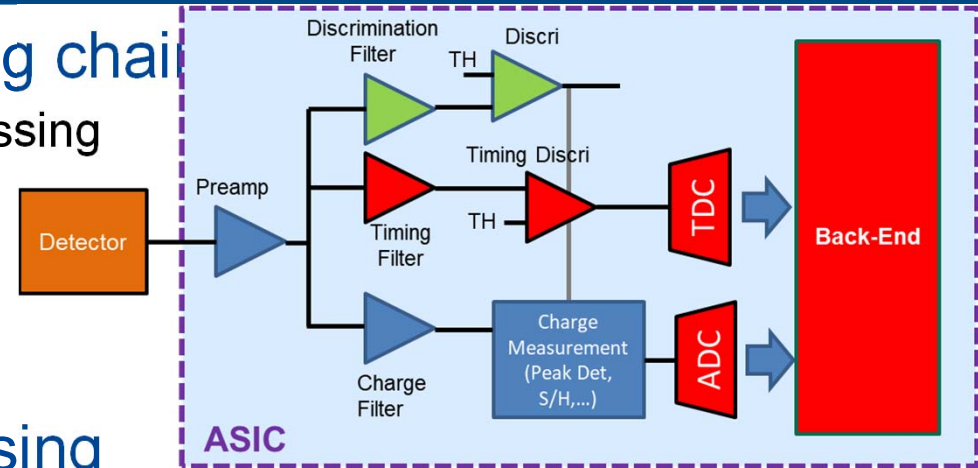 g chai
ssing
Discrimination
Filter
Discri
TH
Timing Discri
Preamp
TH
TDC
Detector
Timing
Filter
Back-End
Charge
Measurement
(Peak Det,
S/H,...)
ADC
Charge
Filter
ASIC
sing